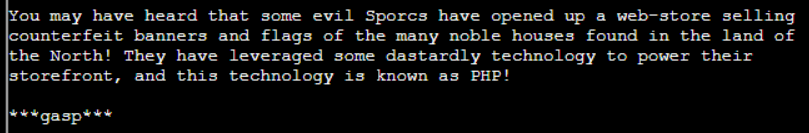 You may have heard that some evil Sporcs have opened up a web-store selling
counterfeit banners and flags of the many noble houses found in the land of
the North! They have leveraged some dastardly technology to power their
storefront, and this technology is known as PHP!
***gasp***